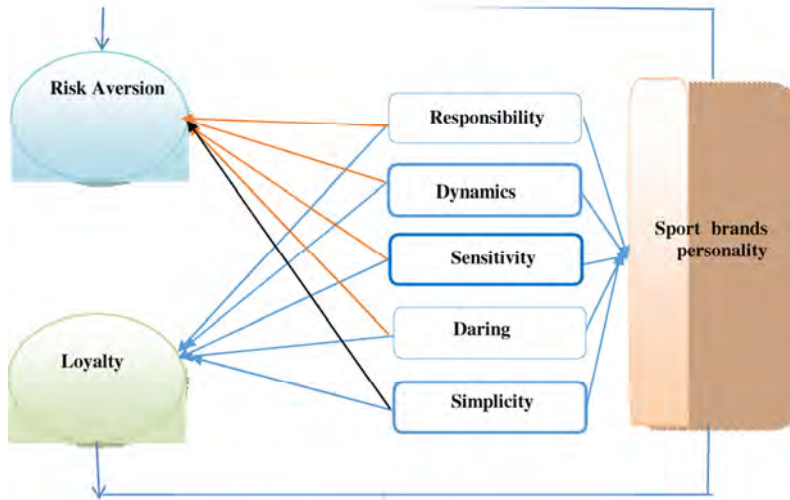 Risk Aversion
Responsibility
Dynamics
Sport brands
personality
Sensitivity
Daring
Loyalty
Simplicity